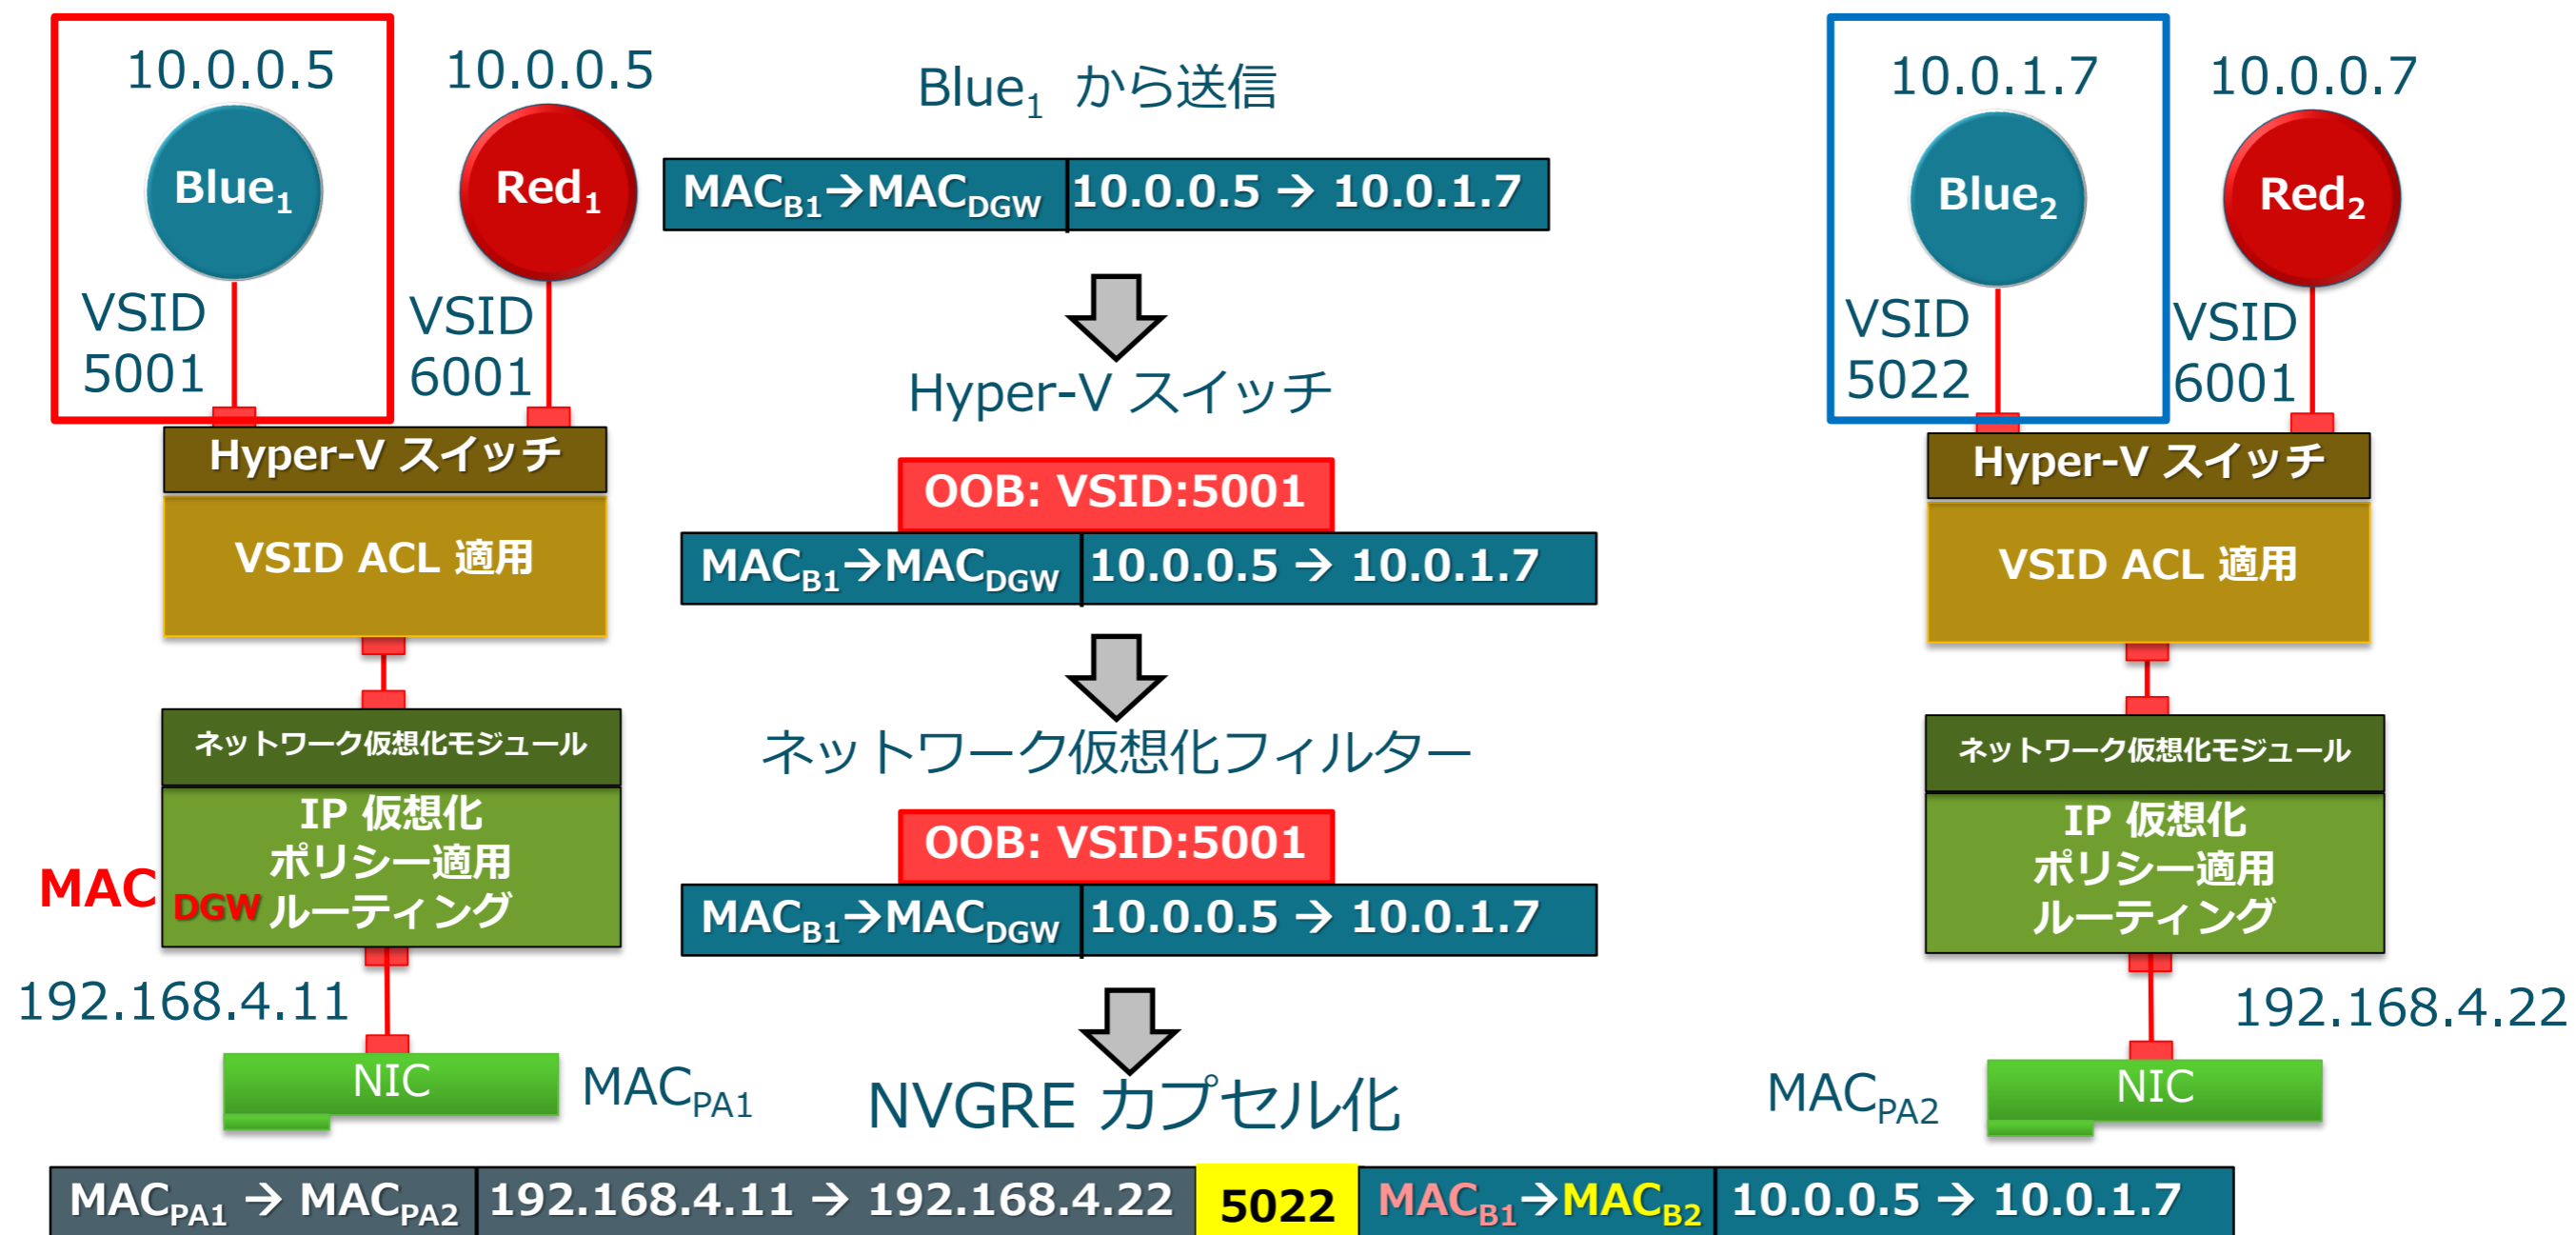 10.0.0.5
Blue1
VSID
5001
10.0.0.5
Red1
VSID
6001
Hyper-V スイッチ
VSID ACL 適用
ネットワーク仮想化モジュール
IP 仮想化
ポリシー適用
ルーティング
MAC DGW
192.168.4.11
NIC
MACPA1
Blue1 から送信
MACB1→MACDGW 10.0.0.5 → 10.0.1.7
Hyper-V スイッチ
OOB: VSID:5001
MACB1→MACDGW 10.0.0.5 → 10.0.1.7
ネットワーク仮想化フィルター
OOB: VSID:5001
MACB1→MACDGW 10.0.0.5 → 10.0.1.7
NVGRE カプセル化
10.0.1.7
Blue2
VSID
5022
10.0.0.7
Red2
VSID
6001
Hyper-V スイッチ
VSID ACL 適用
ネットワーク仮想化モジュール
IP 仮想化
ポリシー適用
ルーティング
192.168.4.22
MACPA2
NIC
MACPA1 → MACPA2 192.168.4.11 → 192.168.4.22 5022 MACB1→MACB2 10.0.0.5 → 10.0.1.7